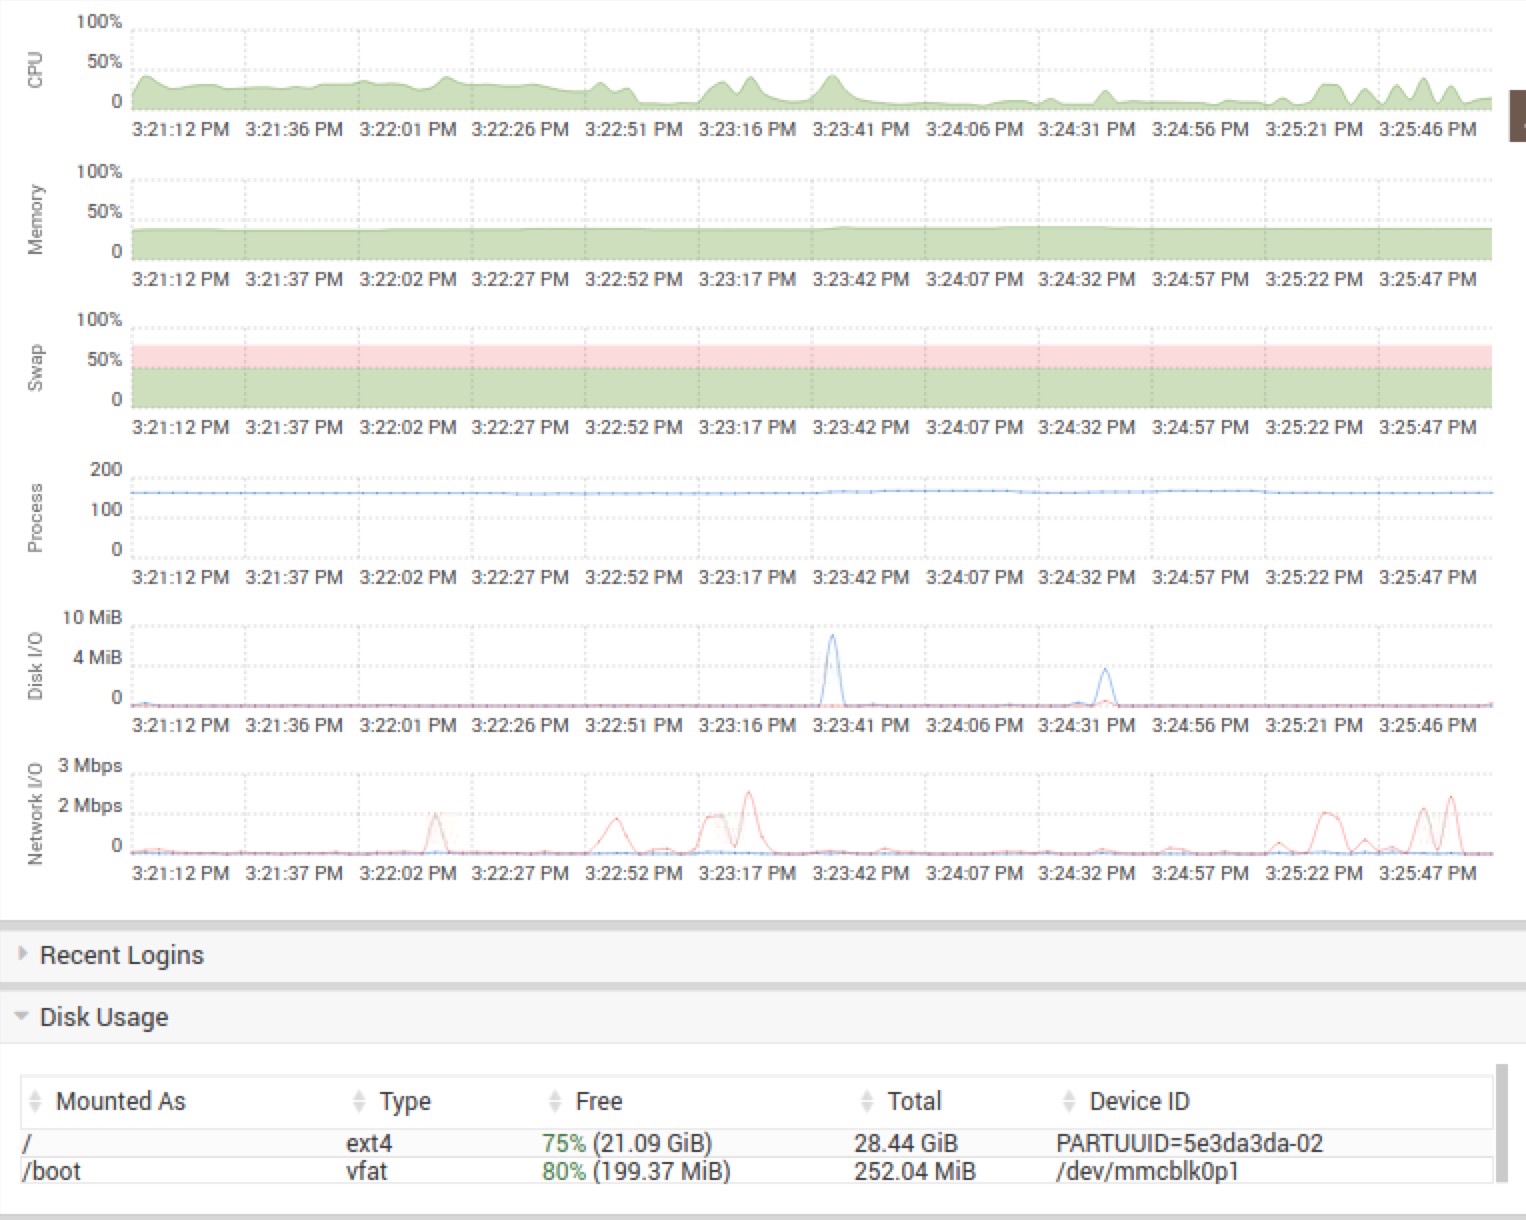 100%
CPU
50%
0
3:21:12 PM 3:21:36 PM 3:22:01 PM 3:22:26 PM 3:22:51 PM 3:23:16 PM 3:23:41 PM 3:24:06 PM 3:24:31 PM 3:24:56 PM 3:25:21 PM 3:25:46 PM
100%
Memory
50%
0
3:21:12 PM 3:21:37 PM 3:22:02 PM 3:22:27 PM 3:22:52 PM 3:23:17 PM 3:23:42 PM 3:24:07 PM 3:24:32 PM 3:24:57 PM 3:25:22 PM 3:25:47 PM
100%
Swap
50%
0
3:21:12 PM 3:21:37 PM 3:22:02 PM 3:22:27 PM 3:22:52 PM 3:23:17 PM 3:23:42 PM 3:24:07 PM 3:24:32 PM 3:24:57 PM 3:25:22 PM 3:25:47 PM
200
Process
100
0
3:21:12 PM 3:21:37 PM 3:22:02 PM 3:22:27 PM 3:22:52 PM 3:23:17 PM 3:23:42 PM 3:24:07 PM 3:24:32 PM 3:24:57 PM 3:25:22 PM 3:25:47 PM
10 MiB
Disk I/O
4 MiB
0
3:21:12 PM 3:21:36 PM 3:22:01 PM 3:22:26 PM 3:22:51 PM 3:23:16 PM 3:23:41 PM 3:24:06 PM 3:24:31 PM 3:24:56 PM 3:25:21 PM 3:25:46 PM
3 Mbps
Network I/O
2 Mbps
0
3:21:12 PM 3:21:37 PM 3:22:02 PM 3:22:27 PM 3:22:52 PM 3:23:17 PM 3:23:42 PM 3:24:07 PM 3:24:32 PM 3:24:57 PM 3:25:22 PM 3:25:47 PM
Recent Logins
Disk Usage
Mounted As Type Free Total Device ID
/ ext4 75% (21.09 GiB) 28.44 GiB PARTUUID=5e3da3da-02
/boot vfat 80% (199.37 MiB) 252.04 MiB /dev/mmcblk0p1